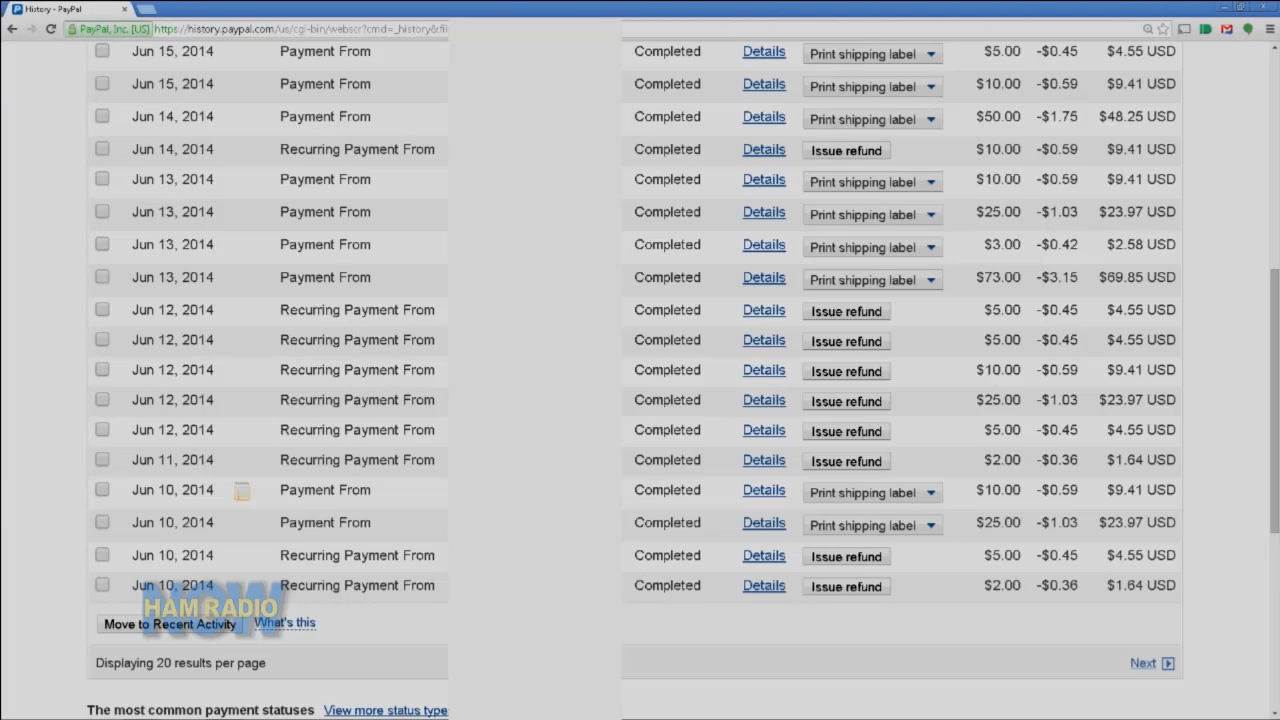 History - PayPal
PayPal, Inc. [US] https://history.paypal.com/us/cgi-bin/webscr?cmd=_history&fi
Jun 15, 2014 Payment From Completed Details Print shipping label $5.00 -$0.45 $4.55 USD
Jun 15, 2014 Payment From Completed Details Print shipping label $10.00 -$0.59 $9.41 USD
Jun 14, 2014 Payment From Completed Details Print shipping label $50.00 -$1.75 $48.25 USD
Jun 14, 2014 Recurring Payment From Completed Details Issue refund $10.00 -$0.59 $9.41 USD
Jun 13, 2014 Payment From Completed Details Print shipping label $10.00 -$0.59 $9.41 USD
Jun 13, 2014 Payment From Completed Details Print shipping label $25.00 -$1.03 $23.97 USD
Jun 13, 2014 Payment From Completed Details Print shipping label $3.00 -$0.42 $2.58 USD
Jun 13, 2014 Payment From Completed Details Print shipping label $73.00 -$3.15 $69.85 USD
Jun 12, 2014 Recurring Payment From Completed Details Issue refund $5.00 -$0.45 $4.55 USD
Jun 12, 2014 Recurring Payment From Completed Details Issue refund $5.00 -$0.45 $4.55 USD
Jun 12, 2014 Recurring Payment From Completed Details Issue refund $10.00 -$0.59 $9.41 USD
Jun 12, 2014 Recurring Payment From Completed Details Issue refund $25.00 -$1.03 $23.97 USD
Jun 12, 2014 Recurring Payment From Completed Details Issue refund $5.00 -$0.45 $4.55 USD
Jun 11, 2014 Recurring Payment From Completed Details Issue refund $2.00 -$0.36 $1.64 USD
Jun 10, 2014 Payment From Completed Details Print shipping label $10.00 -$0.59 $9.41 USD
Jun 10, 2014 Payment From Completed Details Print shipping label $25.00 -$1.03 $23.97 USD
Jun 10, 2014 Recurring Payment From Completed Details Issue refund $5.00 -$0.45 $4.55 USD
Jun 10, 2014 Recurring Payment From Completed Details Issue refund $2.00 -$0.36 $1.64 USD
HAM RADIO
NOW
Move to Recent Activity What's this
Displaying 20 results per page Next
The most common payment statuses View more status type